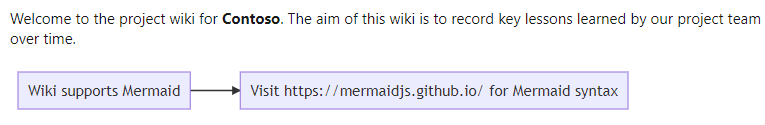 Welcome to the project wiki for Contoso. The aim of this wiki is to record key lessons learned by our project team
over time.
Wiki supports Mermaid
Visit https://mermaidjs.github.io/ for Mermaid syntax